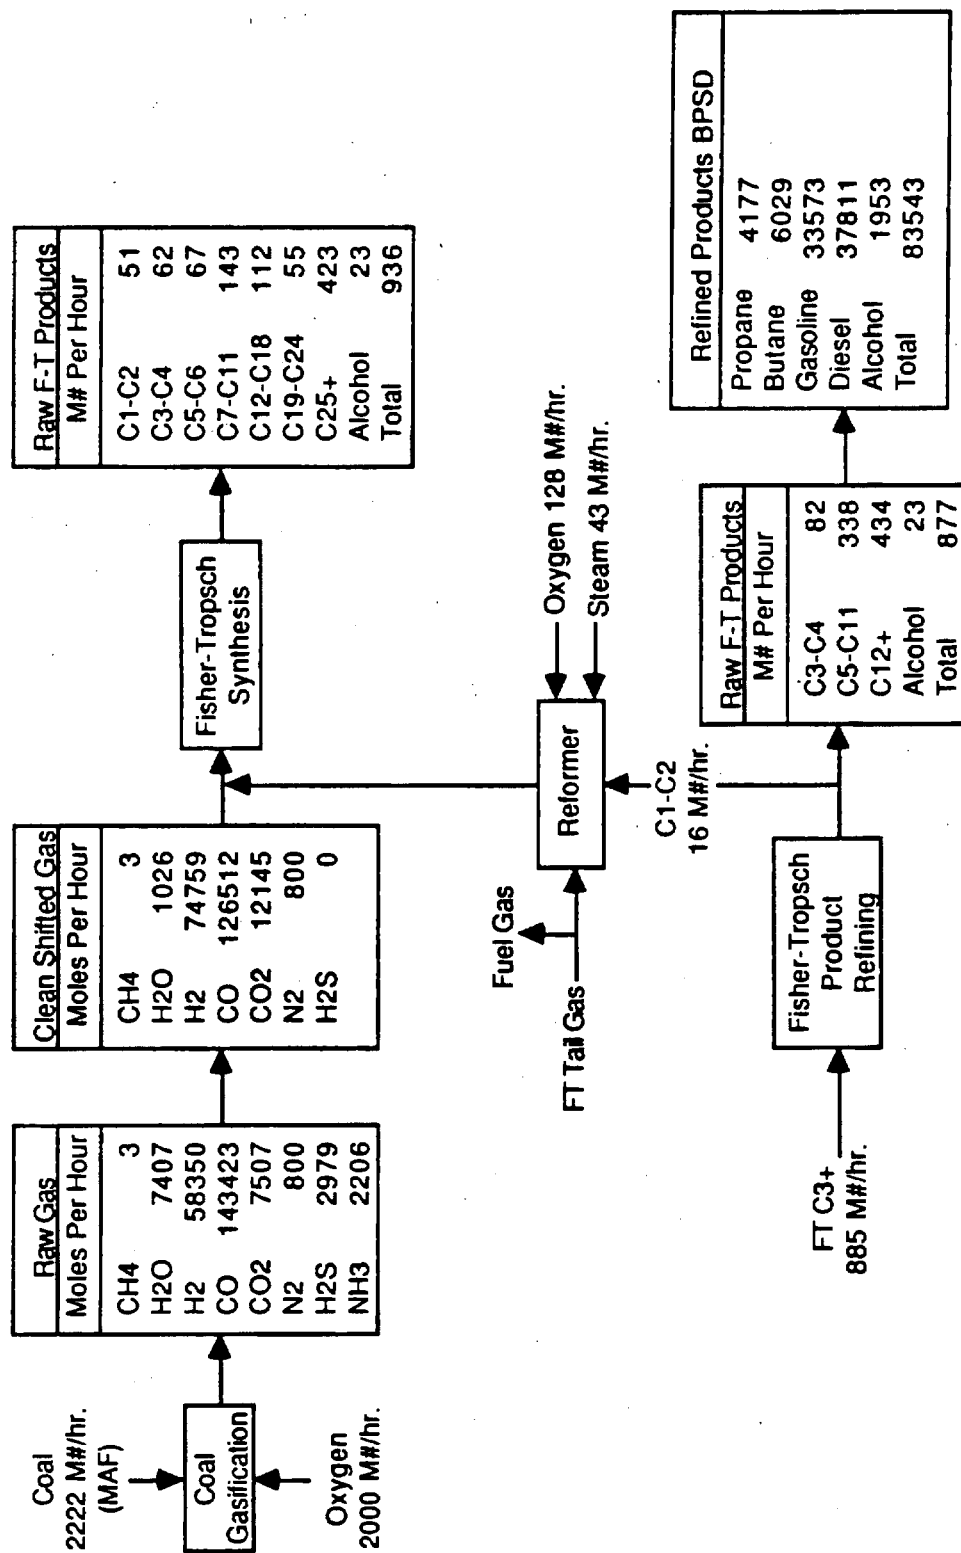 Coal
2222 M#/hr.
(MAF)
Coal
Gasification
Oxygen
2000 M#/hr.
Raw Gas
Moles Per Hour
CH4 3
H2O 7407
H2 58350
CO 143423
CO2 7507
N2 800
H2S 2979
NH3 2206
Clean Shifted Gas
Moles Per Hour
CH4 3
H2O 1026
H2 74759
CO 126512
CO2 12145
N2 800
H2S 0
Fisher-Tropsch
Synthesis
Raw F-T Products
M# Per Hour
C1-C2 51
C3-C4 62
C5-C6 67
C7-C11 143
C12-C18 112
C19-C24 55
C25+ 423
Alcohol 23
Total 936
Fuel Gas
FT Tail Gas
Reformer
Oxygen 128 M#/hr.
Steam 43 M#/hr.
C1-C2
16 M#/hr.
FT C3+
885 M#/hr.
Fisher-Tropsch
Product
Refining
Raw F-T Products
M# Per Hour
C3-C4 82
C5-C11 338
C12+ 434
Alcohol 23
Total 877
Refined Products BPSD
Propane 4177
Butane 6029
Gasoline 33573
Diesel 37811
Alcohol 1953
Total 83543